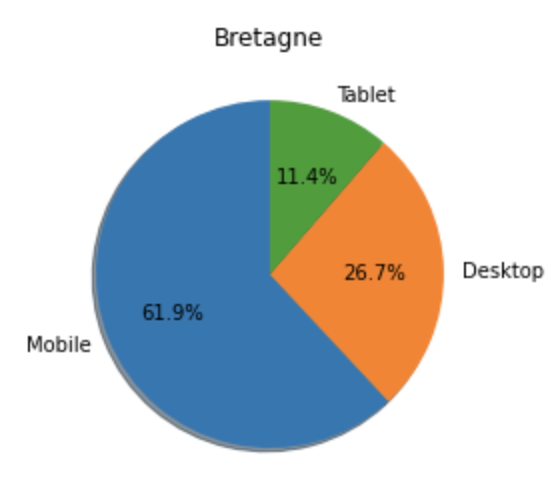 Bretagne
Tablet
11.4%
26.7%
Desktop
61.9%
Mobile